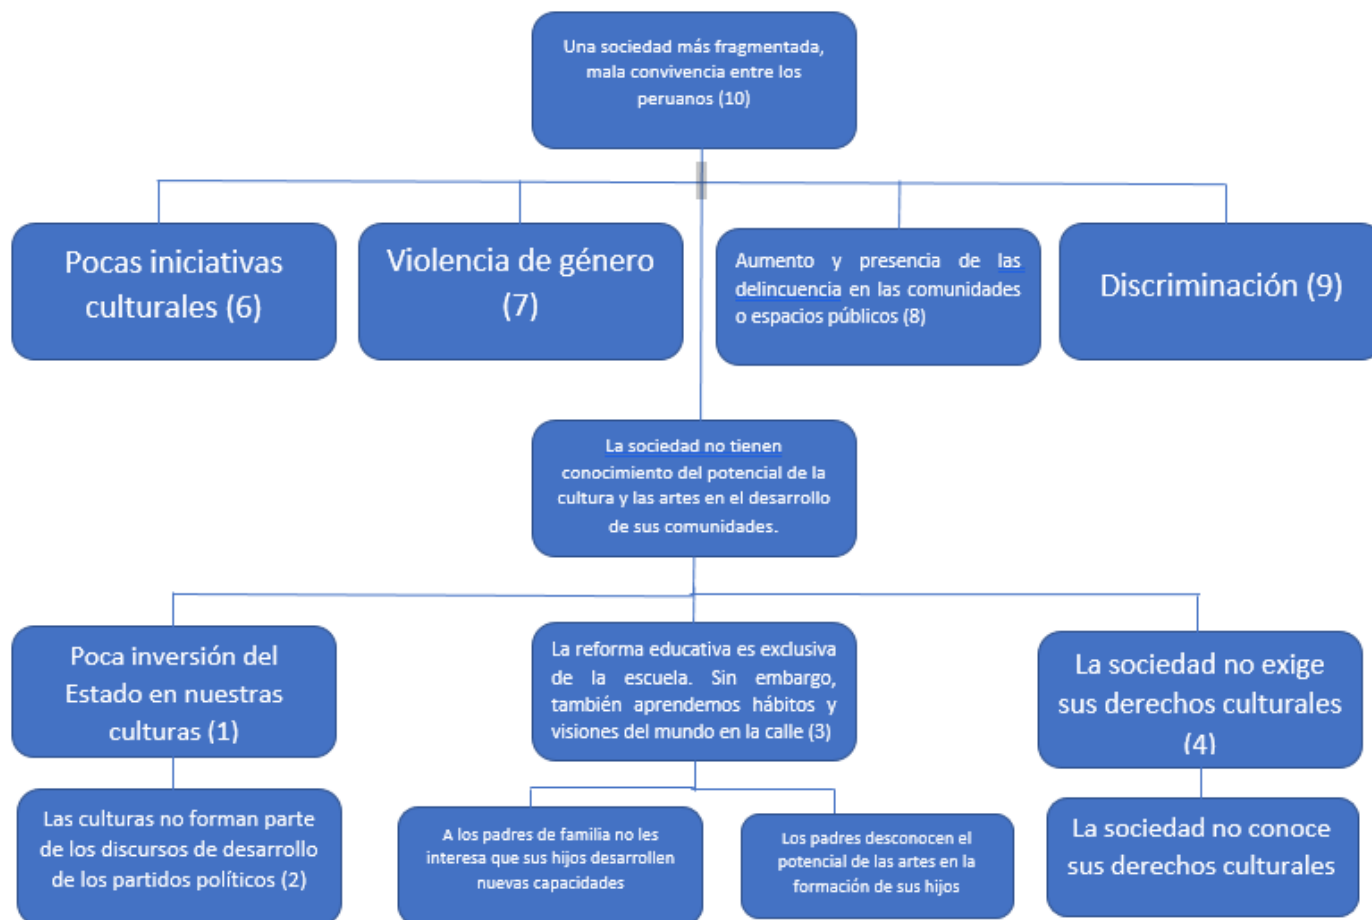 Una sociedad más fragmentada,
mala convivencia entre los
peruanos (10)
Pocas iniciativas
culturales (6)
Violencia de género
(7)
Aumento y presencia de las
delincuencia en las comunidades
o espacios públicos (8)
Discriminación (9)
La sociedad no tienen
conocimiento del potencial de la
cultura y las artes en el desarrollo
de sus comunidades.
Poca inversión del
Estado en nuestras
culturas (1)
La reforma educativa es exclusiva
de la escuela. Sin embargo,
también aprendemos hábitos y
visiones del mundo en la calle (3)
La sociedad no exige
sus derechos culturales
(4)
Las culturas no forman parte
de los discursos de desarrollo
de los partidos políticos (2)
A los padres de familia no les
interesa que sus hijos desarrollen
nuevas capacidades
Los padres desconocen el
potencial de las artes en la
formación de sus hijos
La sociedad no conoce
sus derechos culturales